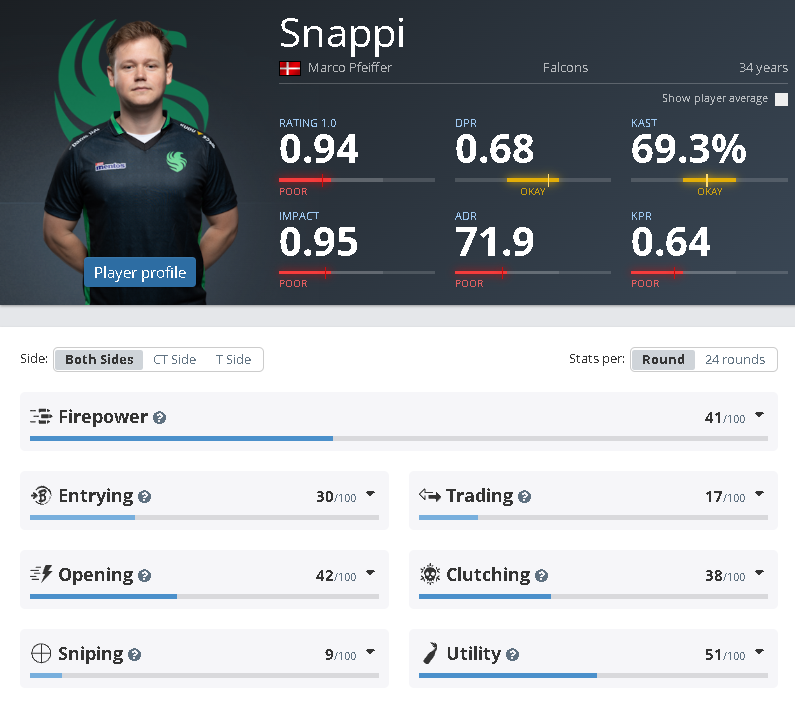 Snappi
Marco Pfeiffer Falcons 34 years
Show player average
RATING 1.0 DPR KAST
0.94 0.68 69.3%
POOR OKAY OKAY
IMPACT ADR KPR
0.95 71.9 0.64
POOR POOR POOR
Player profile
Side: Both Sides CT Side T Side Stats per: Round 24 rounds
Firepower ? 41/100
Entrying ? 30/100 Trading ? 17/100
Opening ? 42/100 Clutching ? 38/100
Sniping ? 9/100 Utility ? 51/100